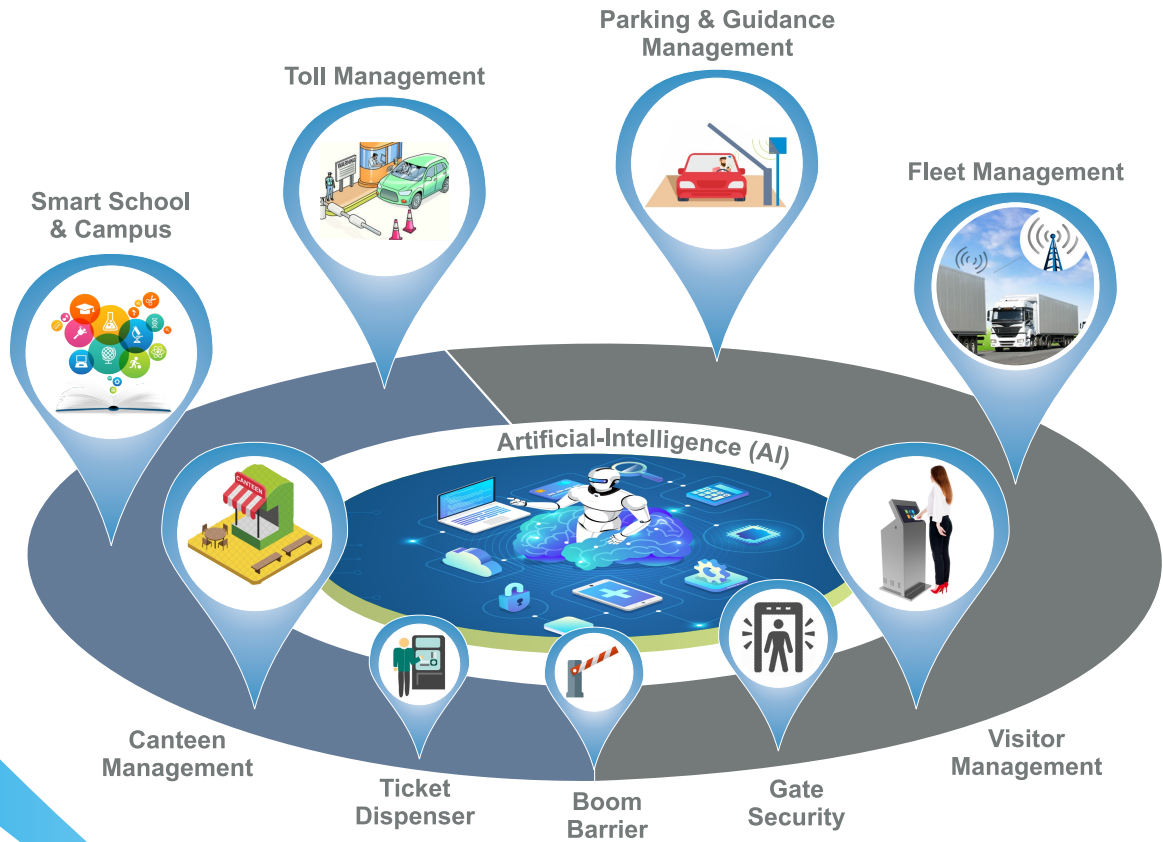 Parking & Guidance
Management
Toll Management
Fleet Management
Smart School
& Campus
Artificial-Intelligence (AI)
CANTEEN
Canteen
Management
Visitor
Management
Ticket
Dispenser
Boom
Barrier
Gate
Security